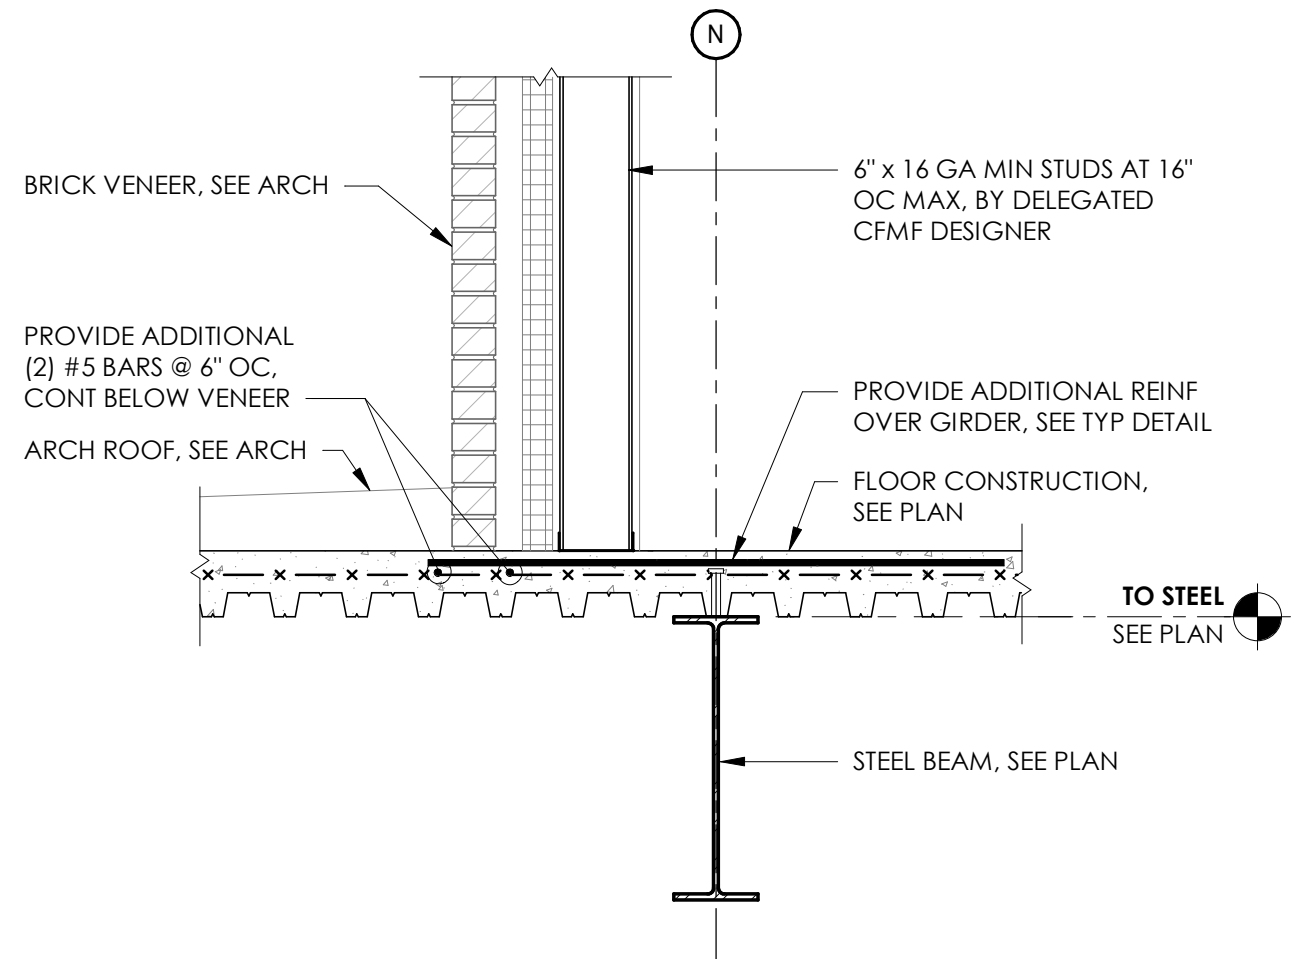 N
BRICK VENEER, SEE ARCH
6" x 16 GA MIN STUDS AT 16"
OC MAX, BY DELEGATED
CFMF DESIGNER
PROVIDE ADDITIONAL
(2) #5 BARS @ 6" OC,
CONT BELOW VENEER
ARCH ROOF, SEE ARCH
PROVIDE ADDITIONAL REINF
OVER GIRDER, SEE TYP DETAIL
FLOOR CONSTRUCTION,
SEE PLAN
TO STEEL
SEE PLAN
STEEL BEAM, SEE PLAN